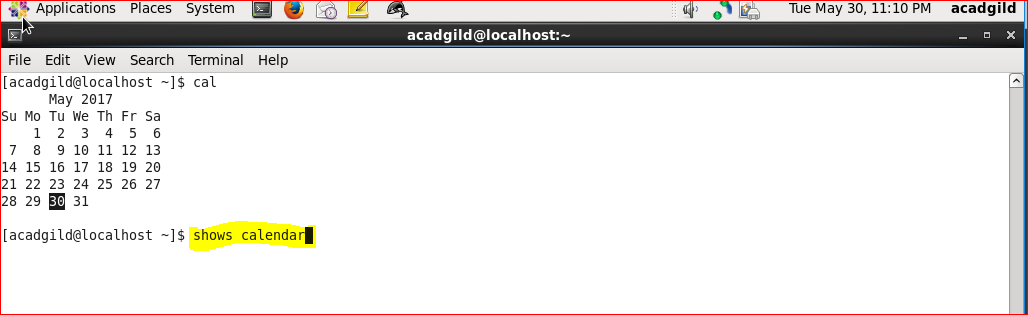 Applications Places System Tue May 30, 11:10 PM acadgild
acadgild@localhost:~
File Edit View Search Terminal Help
[acadgild@localhost ~]$ cal
May 2017
Su Mo Tu We Th Fr Sa
1 2 3 4 5 6
7 8 9 10 11 12 13
14 15 16 17 18 19 20
21 22 23 24 25 26 27
28 29 30 31
[acadgild@localhost ~]$ shows calendar